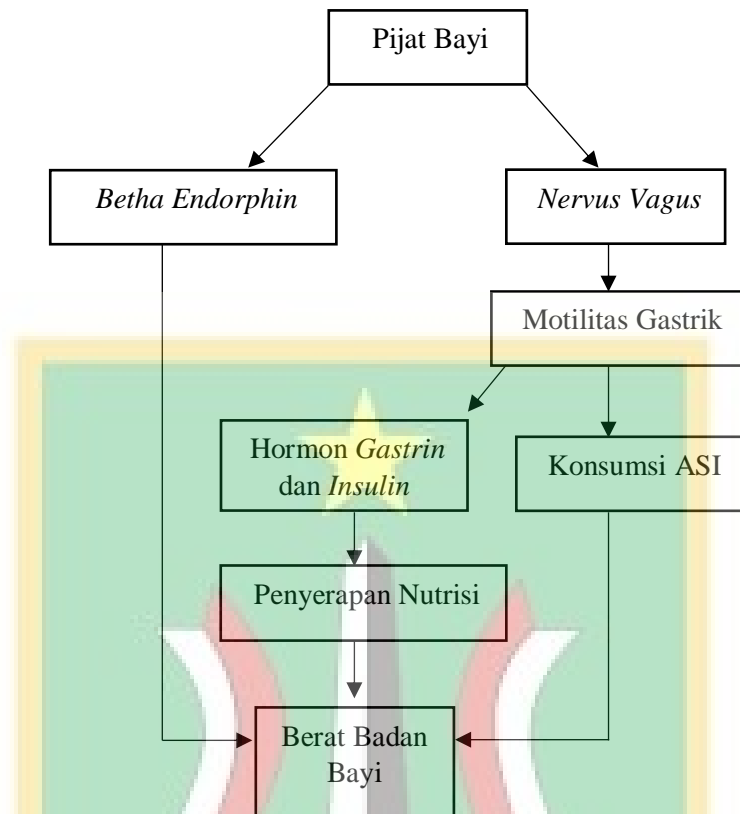 Pijat Bayi
Betha Endorphin
Nervus Vagus
Motilitas Gastrik
Hormon Gastrin
dan Insulin
Konsumsi ASI
Penyerapan Nutrisi
Berat Badan
Bayi